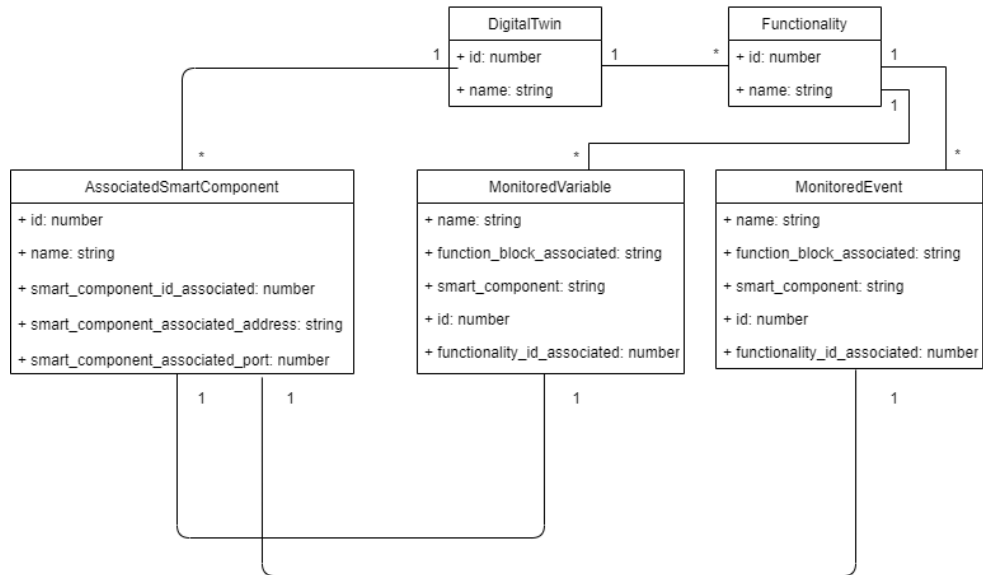 DigitalTwin
+ id: number
+ name: string
Functionality
+ id: number
+ name: string
1
1
*
1
1
*
*
*
AssociatedSmartComponent
+ id: number
+ name: string
+ smart_component_id_associated: number
+ smart_component_associated_address: string
+ smart_component_associated_port: number
MonitoredVariable
+ name: string
+ function_block_associated: string
+ smart_component: string
+ id: number
+ functionality_id_associated: number
MonitoredEvent
+ name: string
+ function_block_associated: string
+ smart_component: string
+ id: number
+ functionality_id_associated: number
1
1
1
1